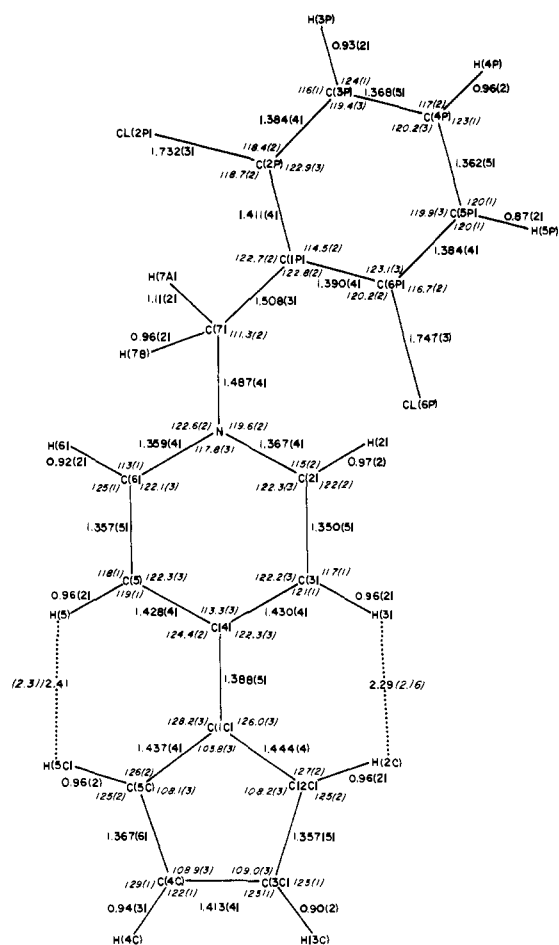 H(3P)
0.93(2)
H(4P)
116(1) 124(1)
C(3P) 1.368(5) 0.96(2)
119.4(3) 117(2)
C(4P)
1.384(4) 120.2(3) 123(1)
CL(2P)
1.732(3) 118.4(2)
C(2P) 1.362(5)
118.7(2) 122.9(3)
120(1)
119.9(3) C(5P) 0.87(2)
1.411(4) 120(1)
H(5P)
114.5(2) 1.384(4)
122.7(2) C(1P) 123.1(3)
H(7A) 122.8(2) 1.390(4) C(6P) 116.7(2)
1.11(2) 120.2(2)
1.508(3)
0.96(2) C(7)
H(7B) 111.3(2) 1.747(3)
1.487(4)
CL(6P)
122.6(2) N 119.6(2)
H(6) 1.359(4) 117.8(3) 1.367(4) H(2)
0.92(2) 113(1) 115(2) 0.97(2)
C(6) C(2)
125(1) 122.1(3) 122.3(3) 122(2)
1.357(5) 1.350(5)
118(1) 122.3(3) 122.2(3) 117(1)
C(5) C(3)
0.96(2) 119(1) 121(1) 0.96(2)
H(5) 1.428(4) 113.3(3) 1.430(4) H(3)
C(4)
124.4(2) 122.3(3)
(2.3)/2.41 1.388(5) 2.29(2.16)
128.2(3) C(1C) 126.0(3)
H(5C) 1.437(4) 105.8(3) 1.444(4) H(2C)
0.96(2) 126(2) 127(2) 0.96(2)
C(5C) C(2C)
125(2) 108.1(3) 108.2(3) 125(2)
1.367(6) 1.357(5)
108.9(3) 109.0(3)
129(1) C(4C) C(3C) 125(1)
122(1) 125(1)
0.94(3) 1.413(4) 0.90(2)
H(4C) H(3C)